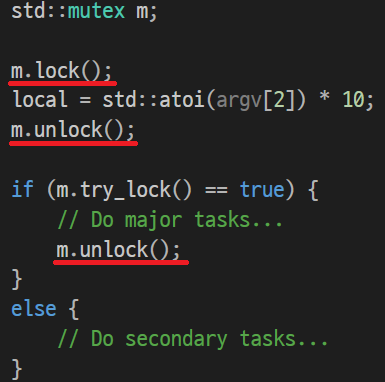 std::mutex m;
m.lock();
local = std::atoi(argv[2]) * 10;
m.unlock();
if (m.try_lock() == true) {
// Do major tasks...
m.unlock();
}
else {
// Do secondary tasks...
}